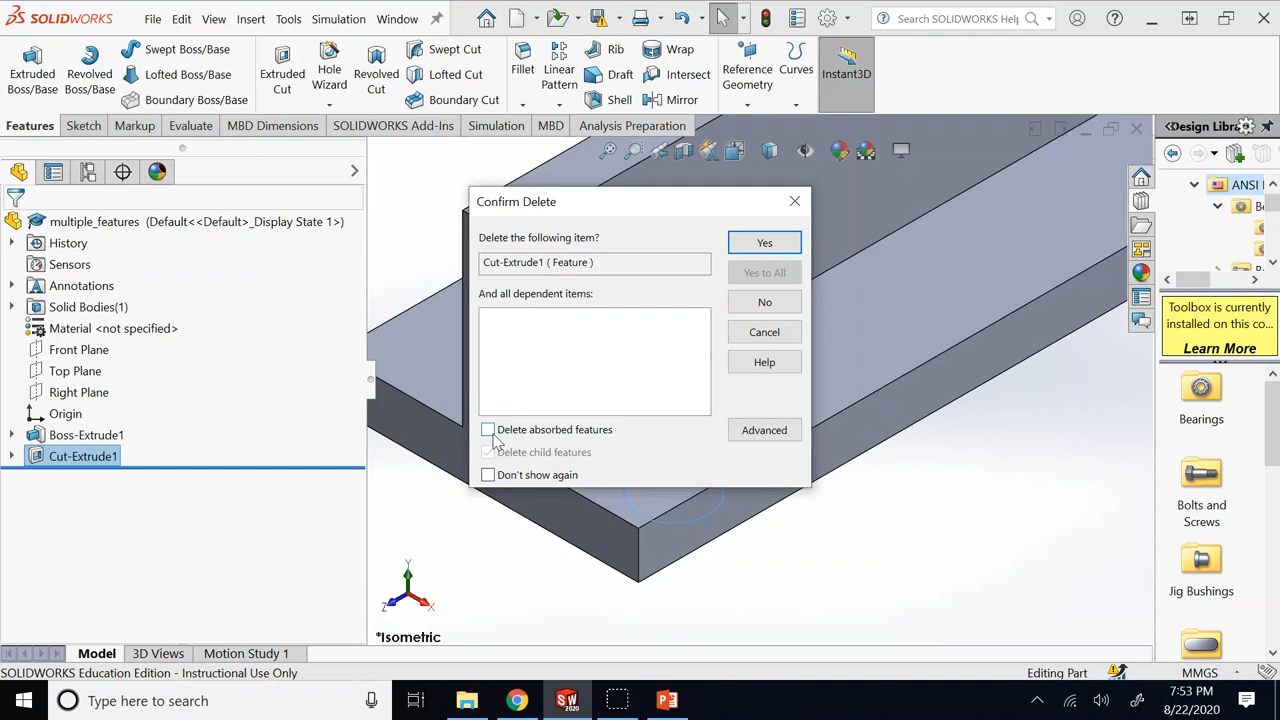 SOLIDWORKS File Edit View Insert Tools Simulation Window Search SOLIDWORKS Help
Extruded Boss/Base
Revolved Boss/Base
Swept Boss/Base
Lofted Boss/Base
Boundary Boss/Base
Extruded Cut
Hole Wizard
Revolved Cut
Swept Cut
Lofted Cut
Boundary Cut
Fillet
Linear Pattern
Rib
Draft
Shell
Wrap
Intersect
Mirror
Reference Geometry
Curves
Instant3D
Features Sketch Markup Evaluate MBD Dimensions SOLIDWORKS Add-Ins Simulation MBD Analysis Preparation
Design Libr
ANSI I
Be
multiple_features (Default<<Default>_Display State 1>)
History
Sensors
Annotations
Solid Bodies(1)
Material <not specified>
Front Plane
Top Plane
Right Plane
Origin
Boss-Extrude1
Cut-Extrude1
Confirm Delete
Delete the following item?
Cut-Extrude1 ( Feature )
And all dependent items:
Delete absorbed features
Delete child features
Don't show again
Yes
Yes to All
No
Cancel
Help
Advanced
Toolbox is currently
installed on this co...
Learn More
Bearings
Bolts and
Screws
Jig Bushings
Y
Z
X
*Isometric
Model 3D Views Motion Study 1
SOLIDWORKS Education Edition - Instructional Use Only Editing Part MMGS
Type here to search
SW
2020
7:53 PM
8/22/2020